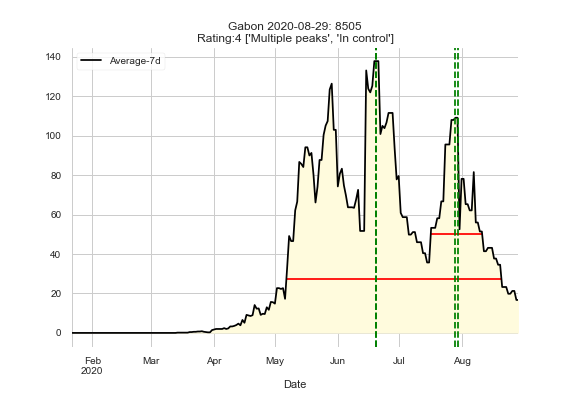 Gabon 2020-08-29: 8505
Rating:4 ['Multiple peaks', 'In control']
Average-7d
140
120
100
80
60
40
20
0
Feb Mar Apr May Jun Jul Aug
2020
Date